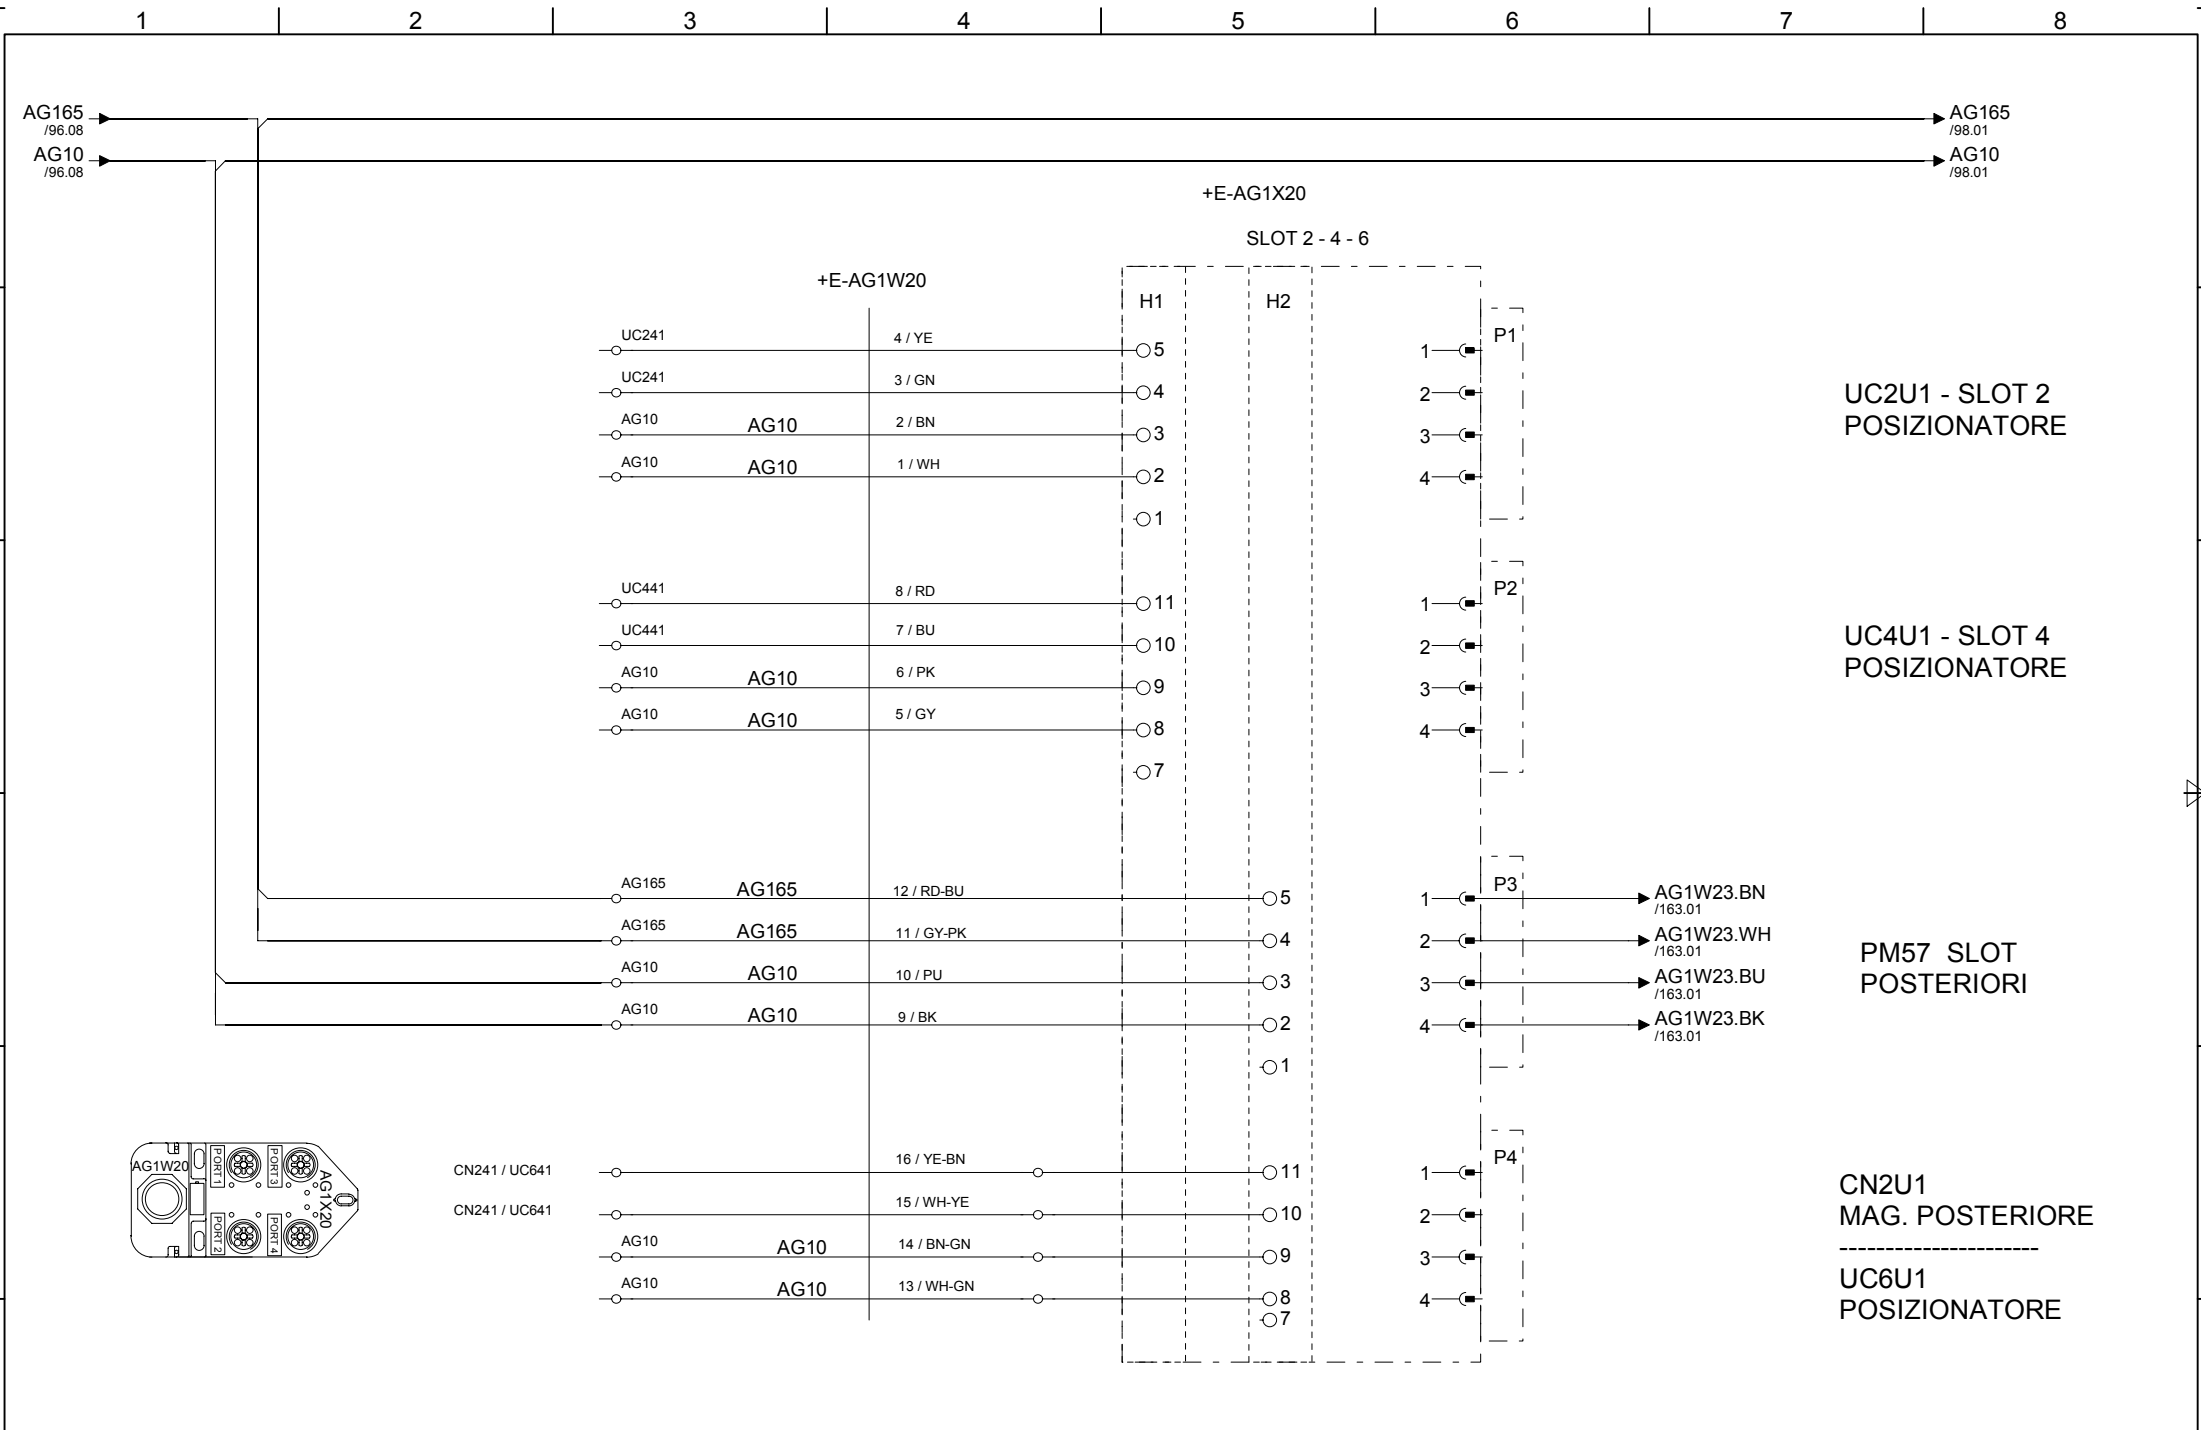 1 2 3 4 5 6 7 8
AG165
/96.08
AG165
/98.01
AG10
/96.08
AG10
/98.01
+E-AG1X20
SLOT 2 - 4 - 6
+E-AG1W20
H1 H2
P1
UC241 4 / YE 5 1
UC241 3 / GN 4 2
AG10 AG10 2 / BN 3 3
AG10 AG10 1 / WH 2 4
1
UC2U1 - SLOT 2
POSIZIONATORE
P2
UC441 8 / RD 11 1
UC441 7 / BU 10 2
AG10 AG10 6 / PK 9 3
AG10 AG10 5 / GY 8 4
7
UC4U1 - SLOT 4
POSIZIONATORE
P3
AG165 AG165 12 / RD-BU 5 1 AG1W23.BN
/163.01
AG165 AG165 11 / GY-PK 4 2 AG1W23.WH
/163.01
AG10 AG10 10 / PU 3 3 AG1W23.BU
/163.01
AG10 AG10 9 / BK 2 4 AG1W23.BK
/163.01
1
PM57 SLOT
POSTERIORI
AG1W20
PORT 1
PORT 3
PORT 2
PORT 4
AG1X20
P4
CN241 / UC641 16 / YE-BN 11 1
CN241 / UC641 15 / WH-YE 10 2
AG10 AG10 14 / BN-GN 9 3
AG10 AG10 13 / WH-GN 8 4
7
CN2U1
MAG. POSTERIORE
----------------------
UC6U1
POSIZIONATORE